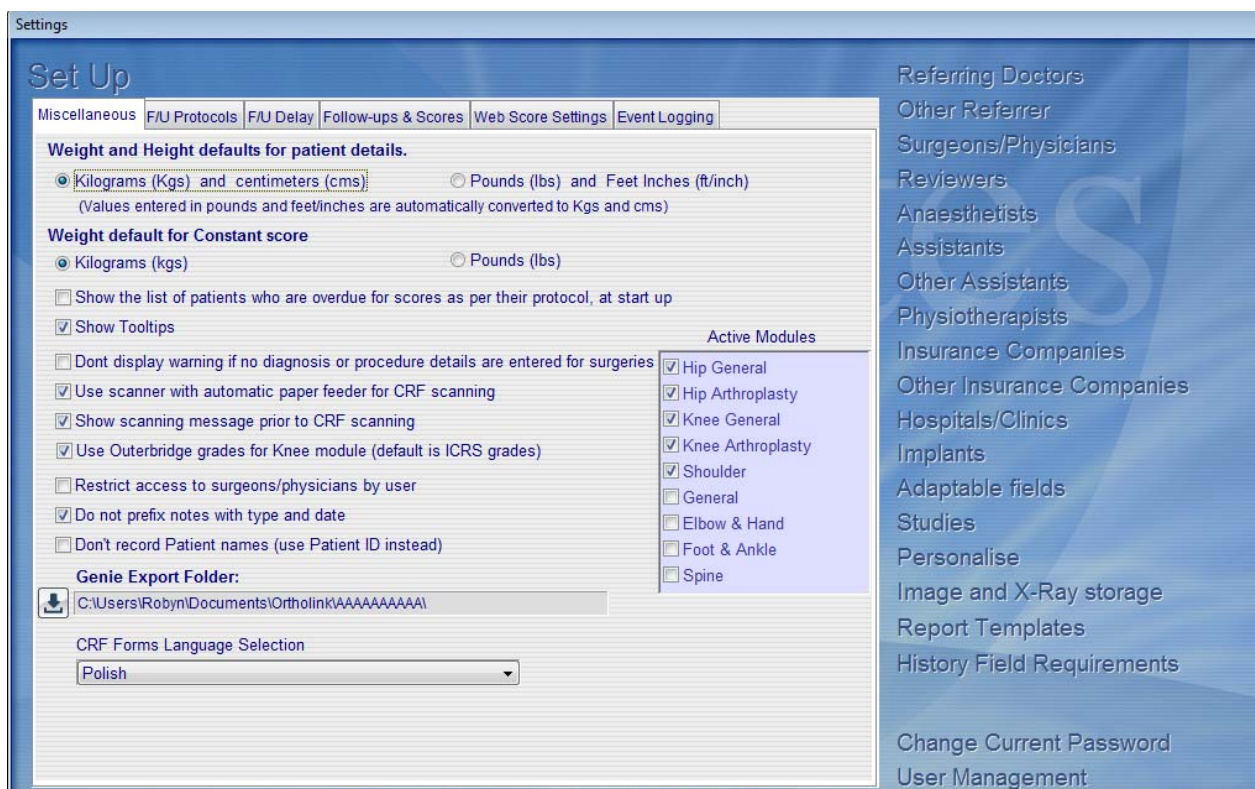 Settings
Set Up
Miscellaneous
F/U Protocols
F/U Delay
Follow-ups & Scores
Web Score Settings
Event Logging
Weight and Height defaults for patient details.
Kilograms (Kgs) and centimeters (cms)
Pounds (lbs) and Feet Inches (ft/inch)
(Values entered in pounds and feet/inches are automatically converted to Kgs and cms)
Weight default for Constant score
Kilograms (kgs)
Pounds (lbs)
Show the list of patients who are overdue for scores as per their protocol, at start up
Show Tooltips
Dont display warning if no diagnosis or procedure details are entered for surgeries
Use scanner with automatic paper feeder for CRF scanning
Show scanning message prior to CRF scanning
Use Outerbridge grades for Knee module (default is ICRS grades)
Restrict access to surgeons/physicians by user
Do not prefix notes with type and date
Don't record Patient names (use Patient ID instead)
Active Modules
Hip General
Hip Arthroplasty
Knee General
Knee Arthroplasty
Shoulder
General
Elbow & Hand
Foot & Ankle
Spine
Genie Export Folder:
C:\Users\Robyn\Documents\Ortholink\AAAAAAAAAA\
CRF Forms Language Selection
Polish
Referring Doctors
Other Referrer
Surgeons/Physicians
Reviewers
Anaesthetists
Assistants
Other Assistants
Physiotherapists
Insurance Companies
Other Insurance Companies
Hospitals/Clinics
Implants
Adaptable fields
Studies
Personalise
Image and X-Ray storage
Report Templates
History Field Requirements
Change Current Password
User Management